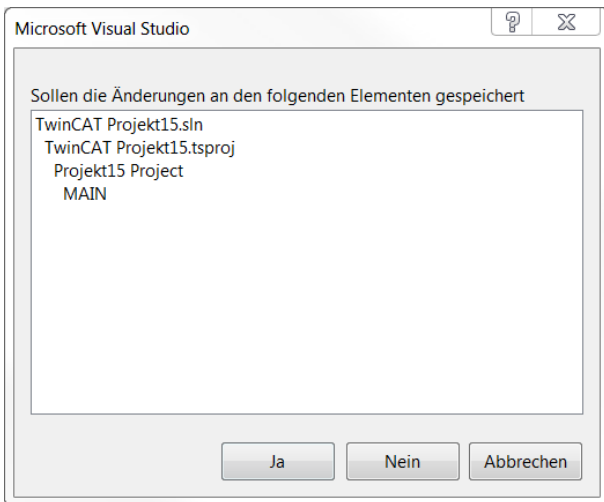 Microsoft Visual Studio
?
Sollen die Änderungen an den folgenden Elementen gespeichert
TwinCAT Projekt15.sln
TwinCAT Projekt15.tsproj
Projekt15 Project
MAIN
Ja
Nein
Abbrechen